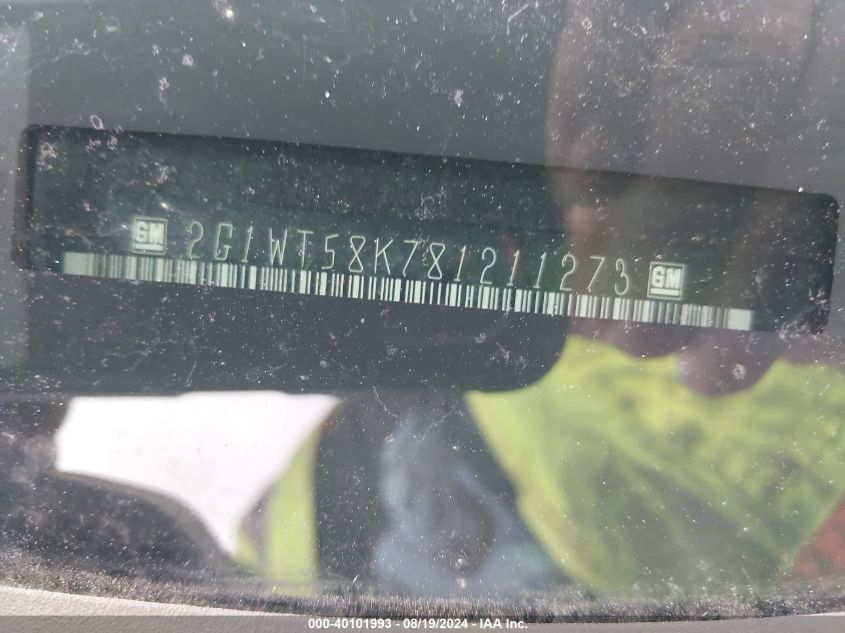 GM 2G1WT58K781211273 GM
000-40101993 - 08/19/2024 - IAA Inc.